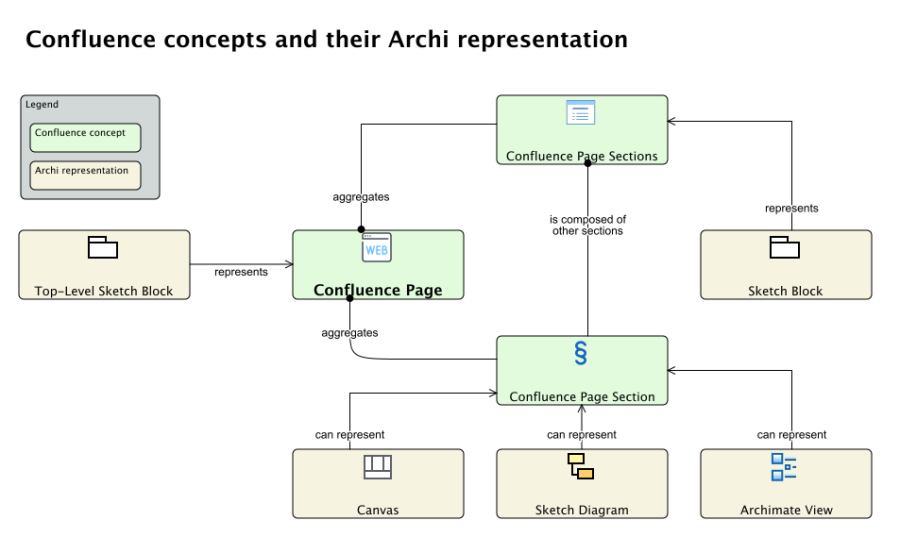 Confluence concepts and their Archi representation
Legend
Confluence concept
Archi representation
Confluence Page Sections
aggregates
represents
is composed of
other sections
Top-Level Sketch Block
represents
WEB
Confluence Page
Sketch Block
aggregates
§
Confluence Page Section
can represent
can represent
can represent
Canvas
Sketch Diagram
Archimate View